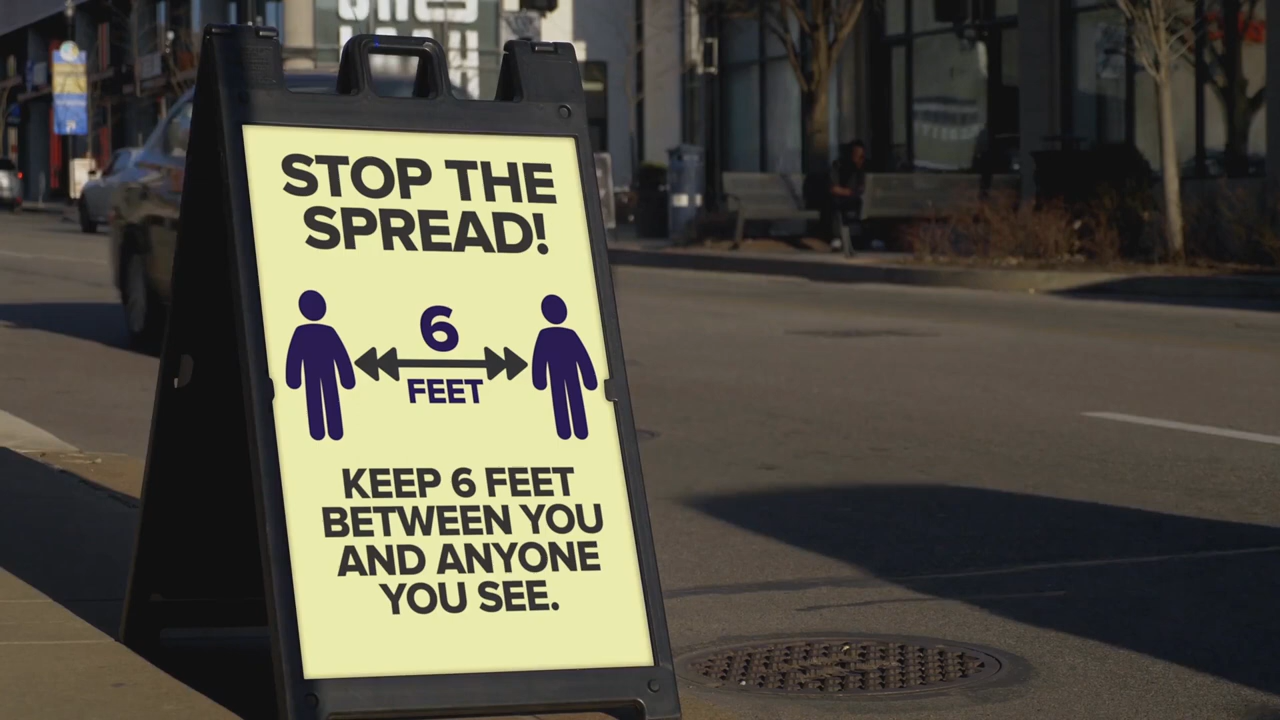 STOP THE
SPREAD!
6
FEET
KEEP 6 FEET
BETWEEN YOU
AND ANYONE
YOU SEE.